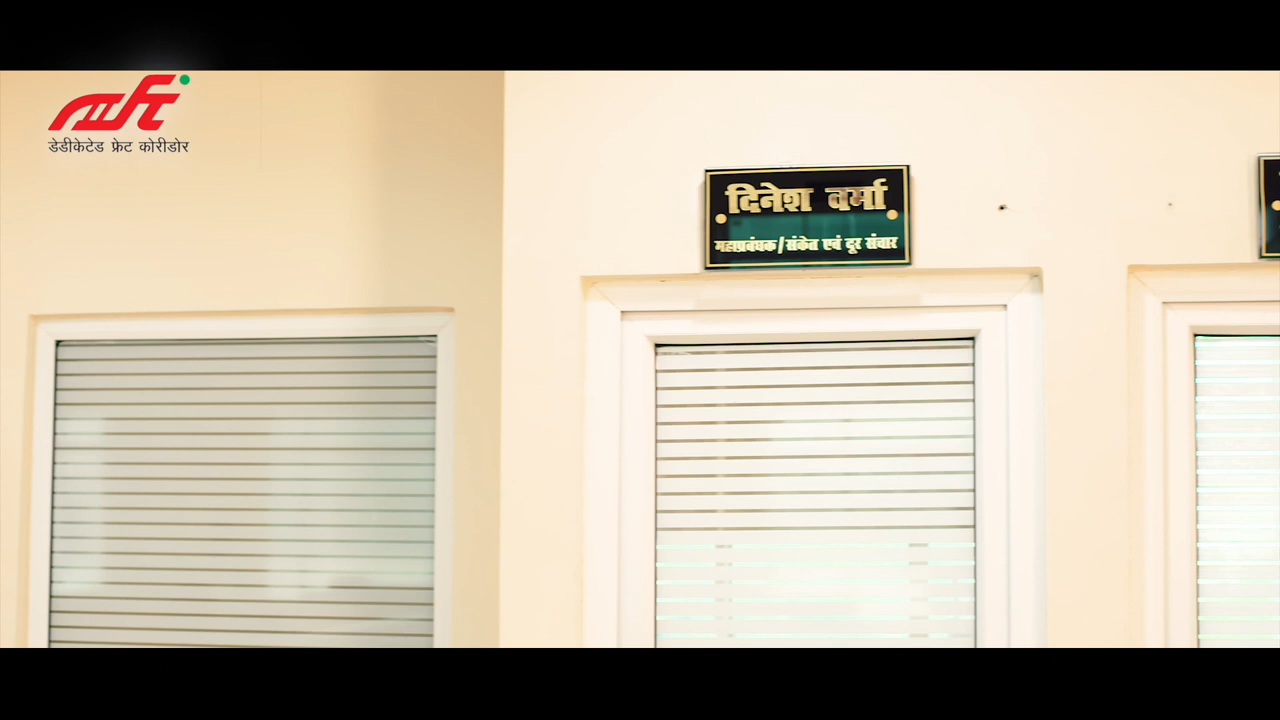 डेडीकेटेड फ्रेट कोरीडोर
दिनेश वर्मा
महाप्रबंधक/संकेत एवं दूर संचार